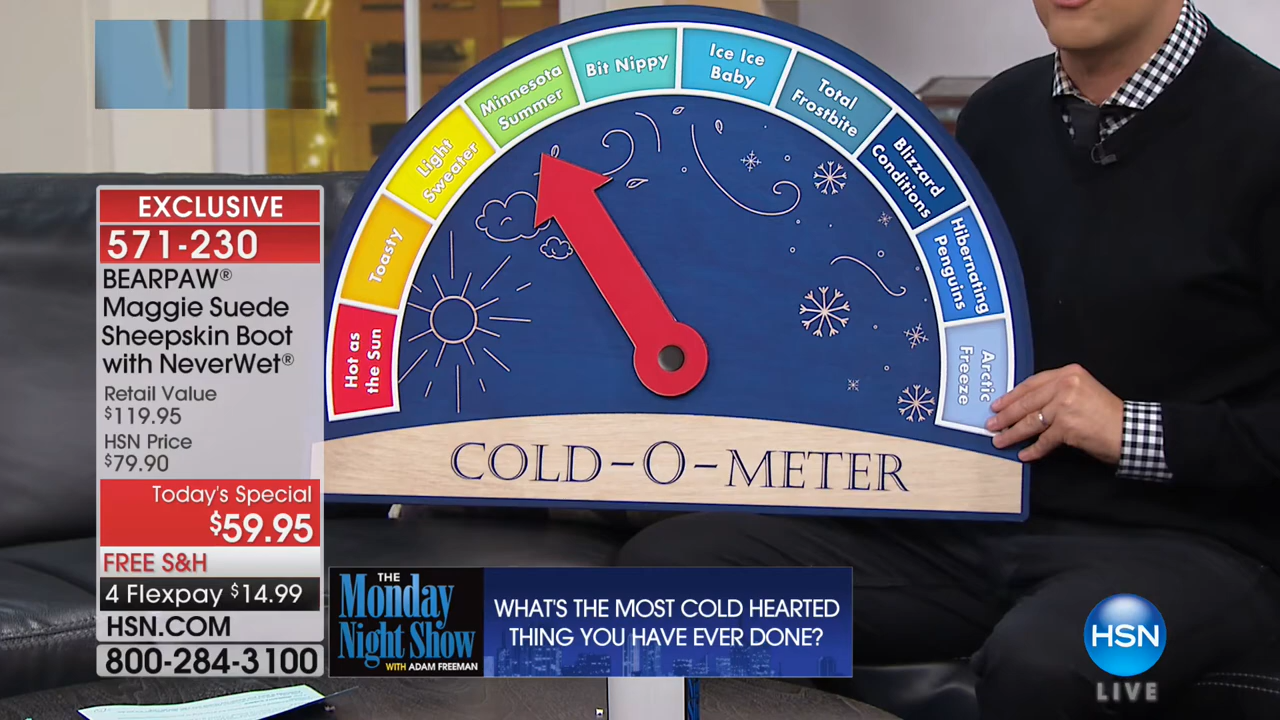 EXCLUSIVE
571-230
BEARPAW®
Maggie Suede
Sheepskin Boot
with NeverWet®
Retail Value
$119.95
HSN Price
$79.90
Today's Special
$59.95
FREE S&H
4 Flexpay $14.99
HSN.COM
800-284-3100
Hot as
the Sun
Toasty
Light
Sweater
Minnesota
Summer
Bit Nippy
Ice Ice
Baby
Total
Frostbite
Blizzard
Conditions
Hibernating
Penguins
Arctic
Freeze
COLD-O-METER
THE
Monday
Night Show
WITH ADAM FREEMAN
WHAT'S THE MOST COLD HEARTED
THING YOU HAVE EVER DONE?
HSN
LIVE